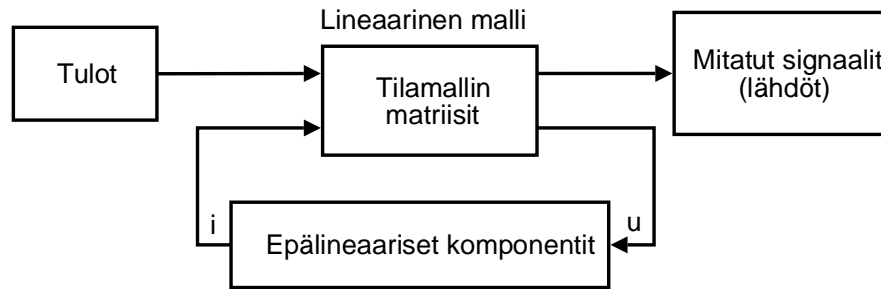 Lineaarinen malli
Tulot
Tilamallin
matriisit
Mitatut signaalit
(lähdöt)
i
u
Epälineaariset komponentit